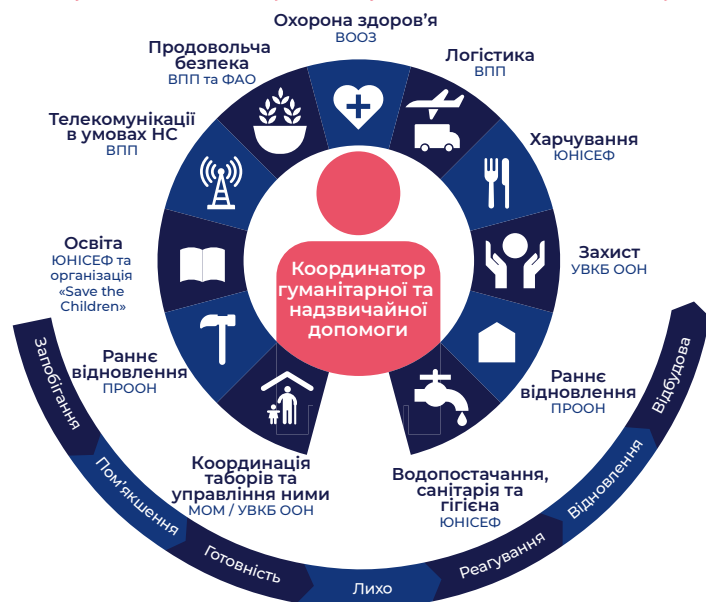 Охорона здоров’я
ВООЗ
Продовольча
безпека
ВПП та ФАО
Логістика
ВПП
Телекомунікації
в умовах НС
ВПП
Харчування
ЮНІСЕФ
Освіта
ЮНІСЕФ та
організація
«Save the
Children»
Захист
УВКБ ООН
Координатор
гуманітарної та
надзвичайної
допомоги
Раннє
відновлення
ПРООН
Раннє
відновлення
ПРООН
Координація
таборів та
управління ними
МОМ / УВКБ ООН
Водопостачання,
санітарія та
гігієна
ЮНІСЕФ
Запобігання
Пом’якшення
Готовність
Лихо
Реагування
Відновлення
Відбудова